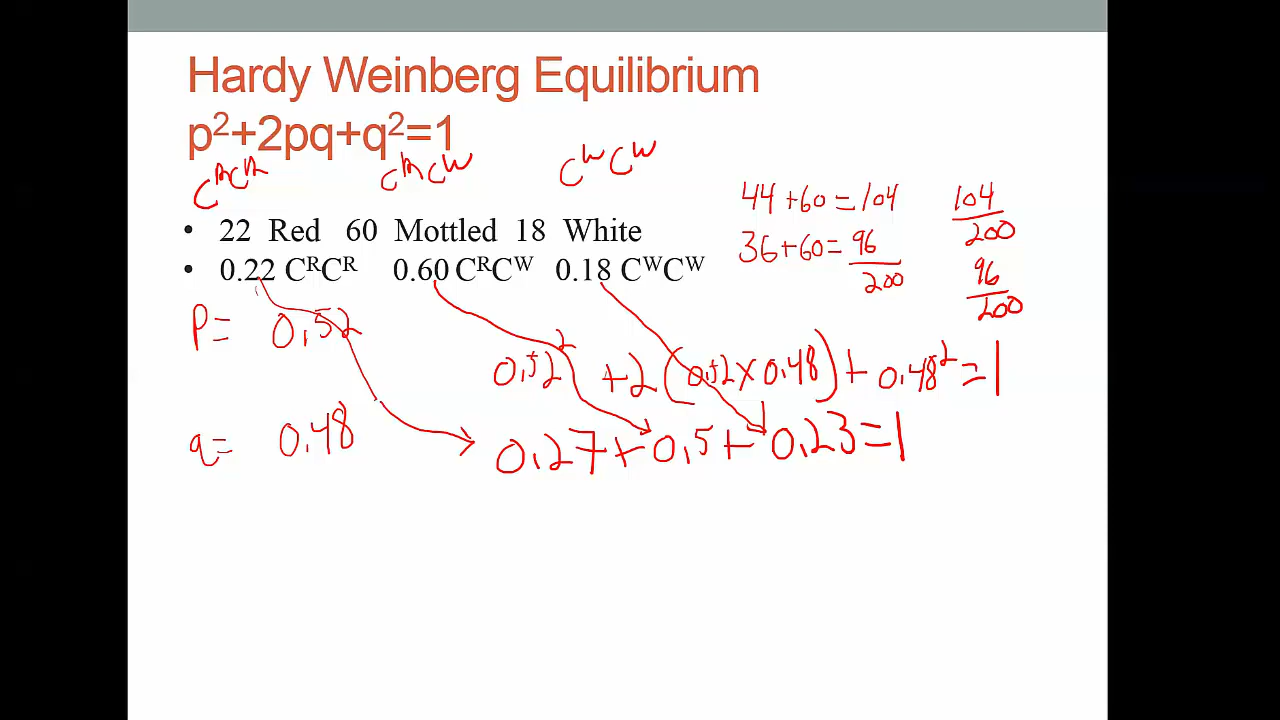 Hardy Weinberg Equilibrium
p²+2pq+q²=1
CᴿCᴿ CᴿCᵂ CᵂCᵂ
• 22 Red 60 Mottled 18 White
• 0.22 CᴿCᴿ 0.60 CᴿCᵂ 0.18 CᵂCᵂ
44+60=104 104/200
36+60=96/200 96/200
P= 0.52
0.52² +2(0.52×0.48)+0.48²=1
q= 0.48
0.27+0.5+0.23=1